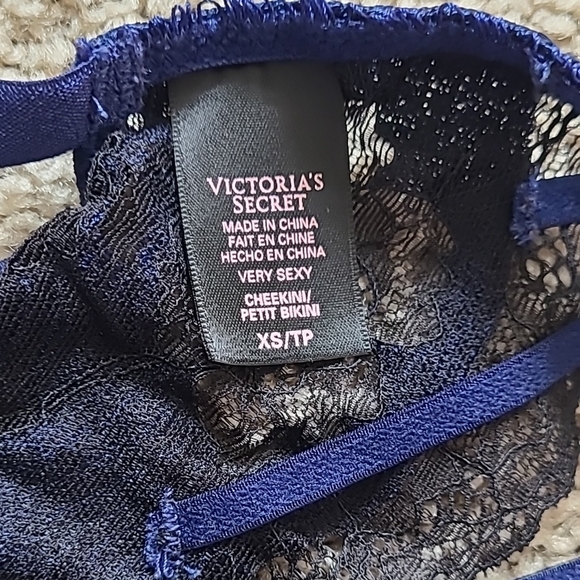 VICTORIA'S
SECRET
MADE IN CHINA
FAIT EN CHINE
HECHO EN CHINA
VERY SEXY
CHEEKINI/
PETIT BIKINI
XS/TP